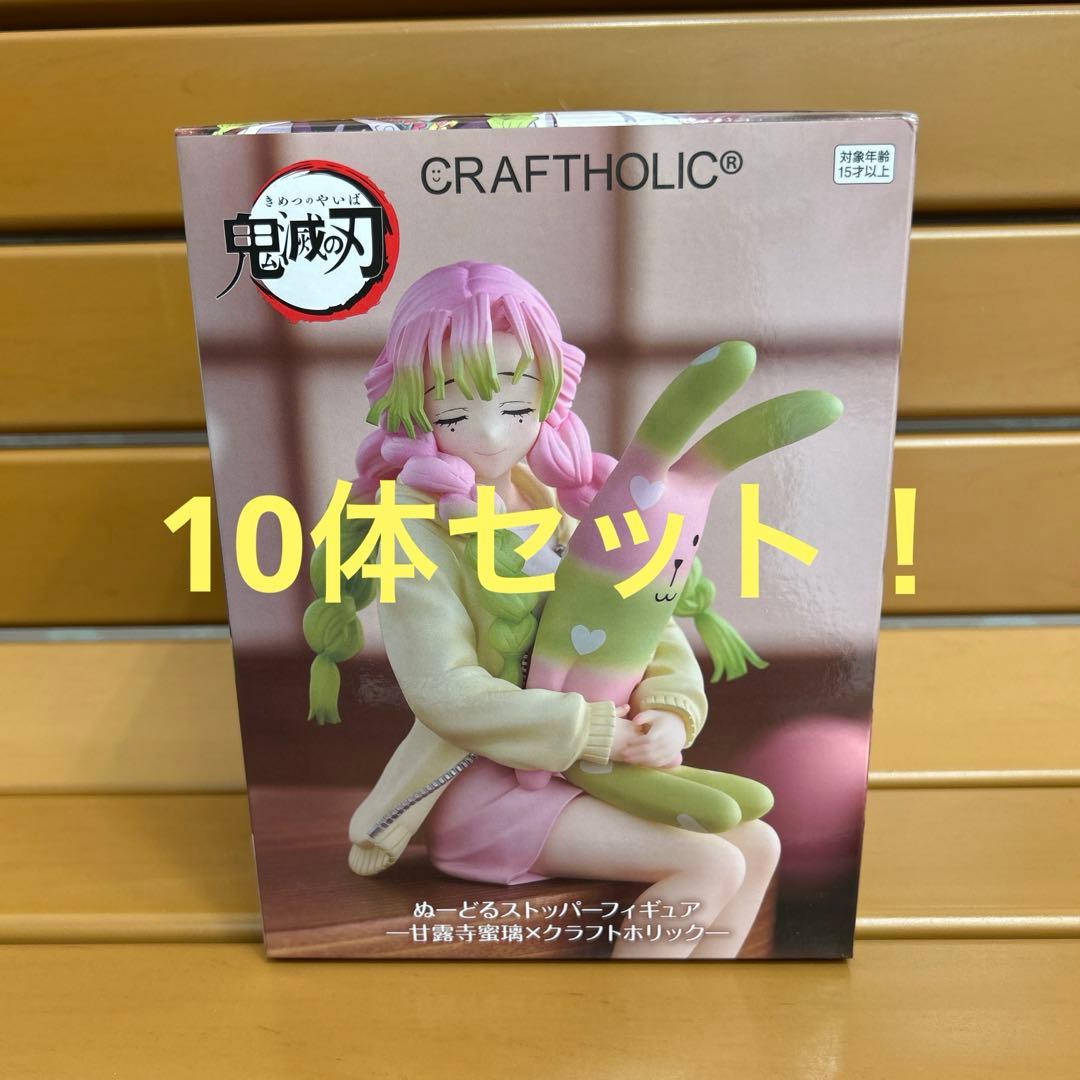 CRAFTHOLIC®
対象年齢
15才以上
きめつのやいば
鬼滅の刃
10体セット！
ぬーどるストッパーフィギュア
―甘露寺蜜璃×クラフトホリック―